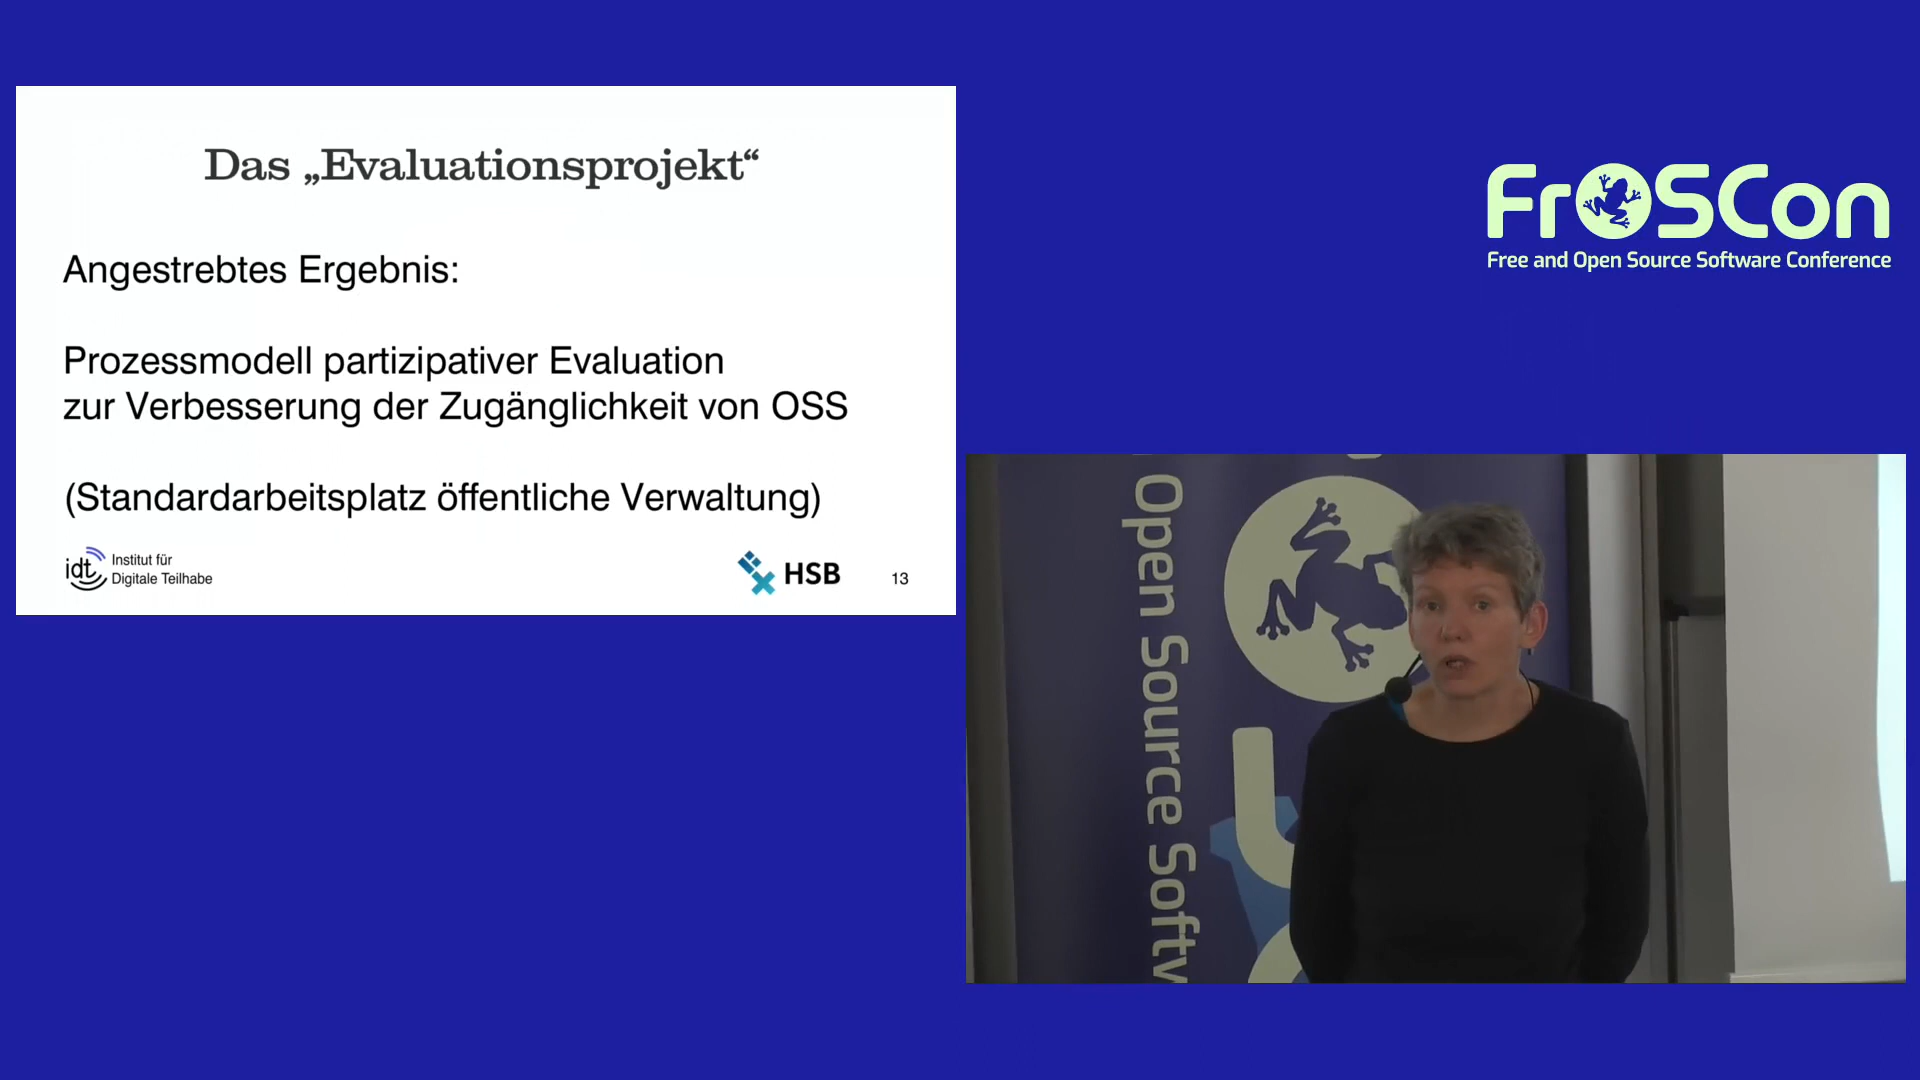 Das „Evaluationsprojekt“
Angestrebtes Ergebnis:
Prozessmodell partizipativer Evaluation
zur Verbesserung der Zugänglichkeit von OSS
(Standardarbeitsplatz öffentliche Verwaltung)
idt Institut für
Digitale Teilhabe
HSB
13
FrOSCon
Free and Open Source Software Conference
Open Source Softw